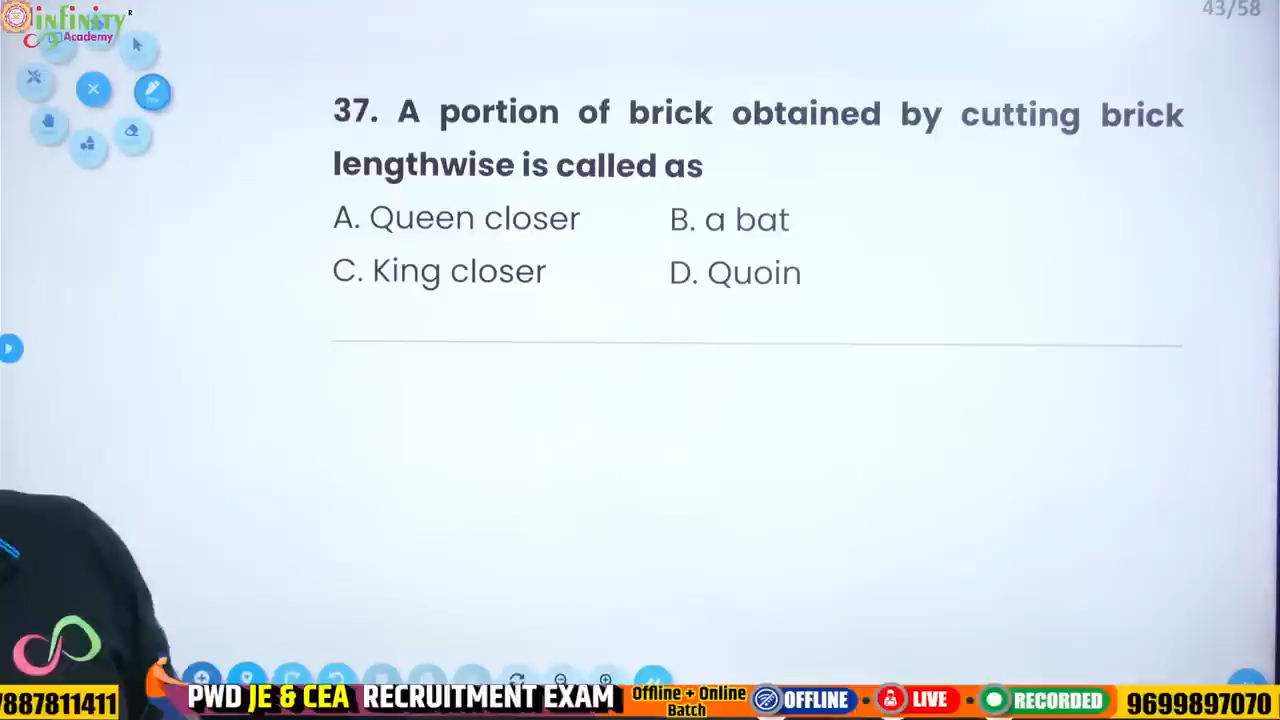 infinity
Academy
43/58
37. A portion of brick obtained by cutting brick
lengthwise is called as
A. Queen closer
B. a bat
C. King closer
D. Quoin
7887811411
PWD JE & CEA RECRUITMENT EXAM
Offline + Online
Batch
OFFLINE
LIVE
RECORDED
9699897070